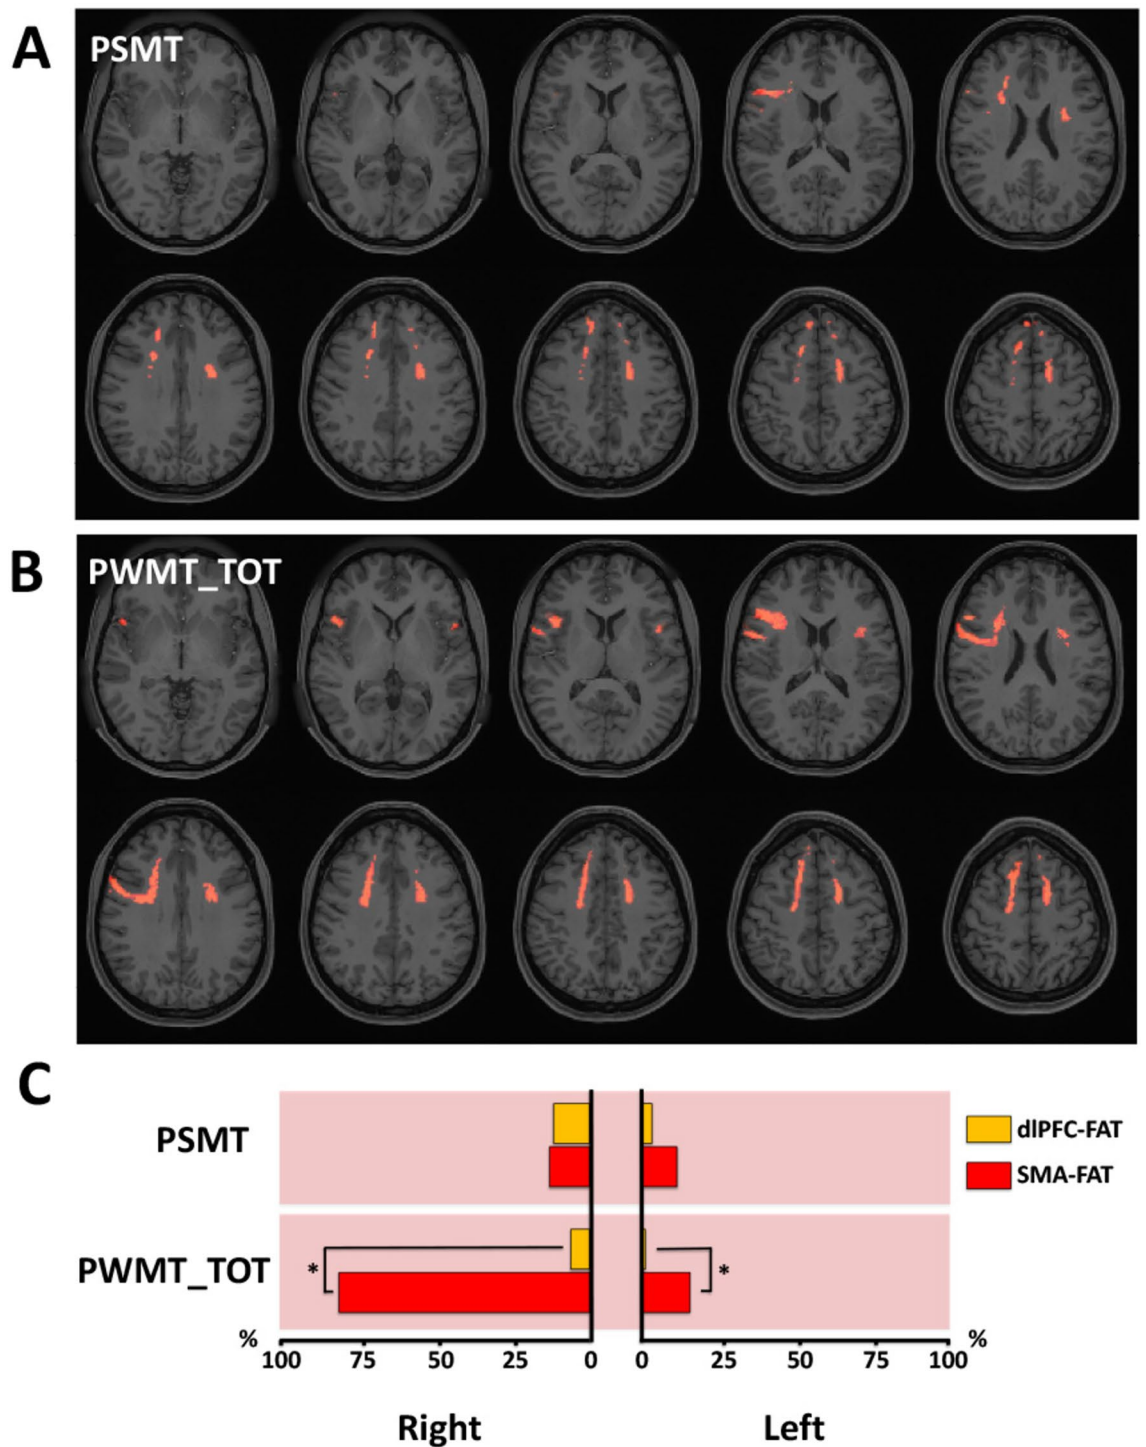 A
PSMT
B
PWMT_TOT
C
PSMT
dlPFC-FAT
SMA-FAT
PWMT_TOT
*
*
%
100 75 50 25 0 0 25 50 75 100
%
Right Left